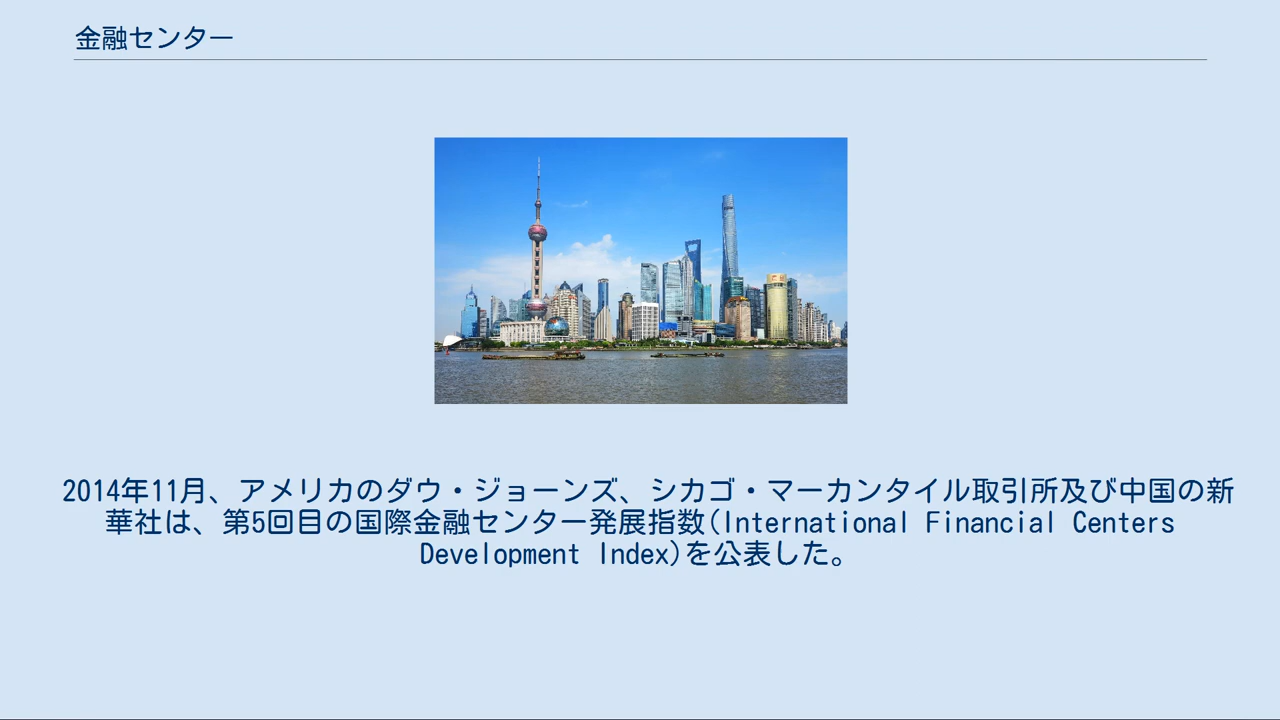 金融センター
2014年11月、アメリカのダウ・ジョーンズ、シカゴ・マーカンタイル取引所及び中国の新
華社は、第5回目の国際金融センター発展指数(International Financial Centers
Development Index)を公表した。